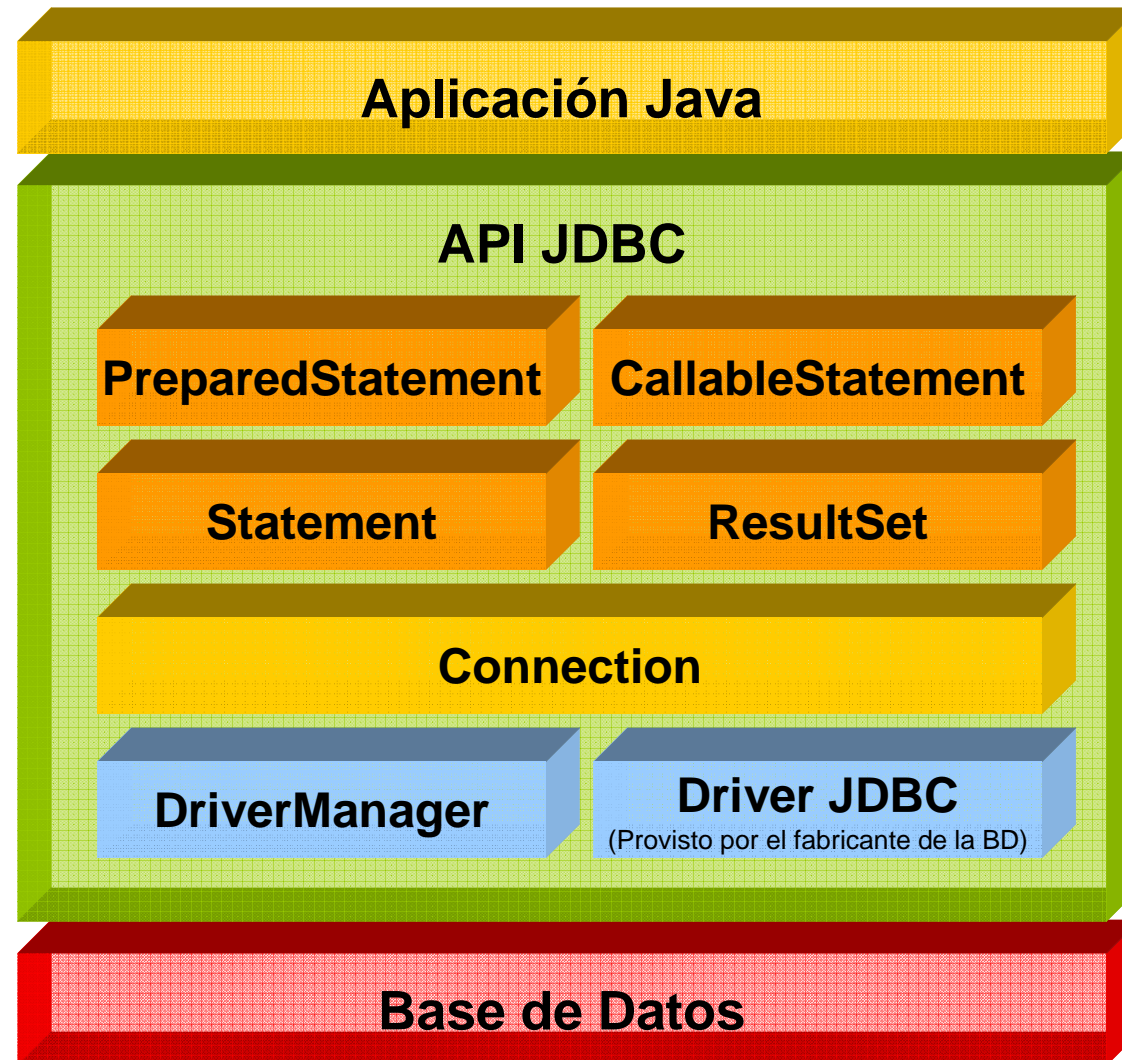 Aplicación Java
API JDBC
PreparedStatement
CallableStatement
Statement
ResultSet
Connection
DriverManager
Driver JDBC
(Provisto por el fabricante de la BD)
Base de Datos